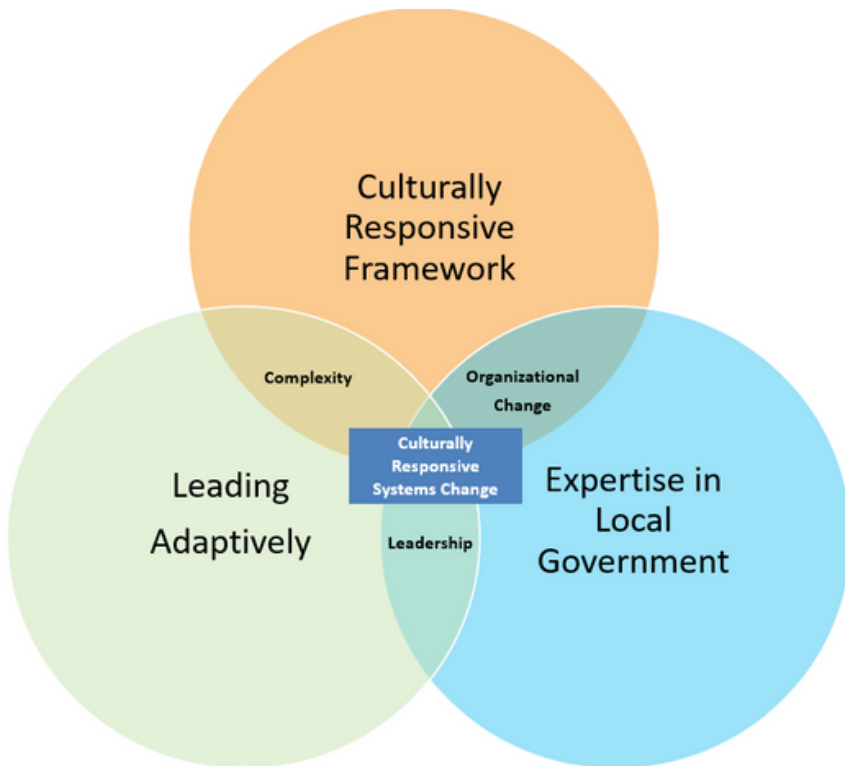 Culturally
Responsive
Framework
Complexity
Organizational
Change
Culturally
Responsive
Systems Change
Leading
Adaptively
Expertise in
Local
Government
Leadership